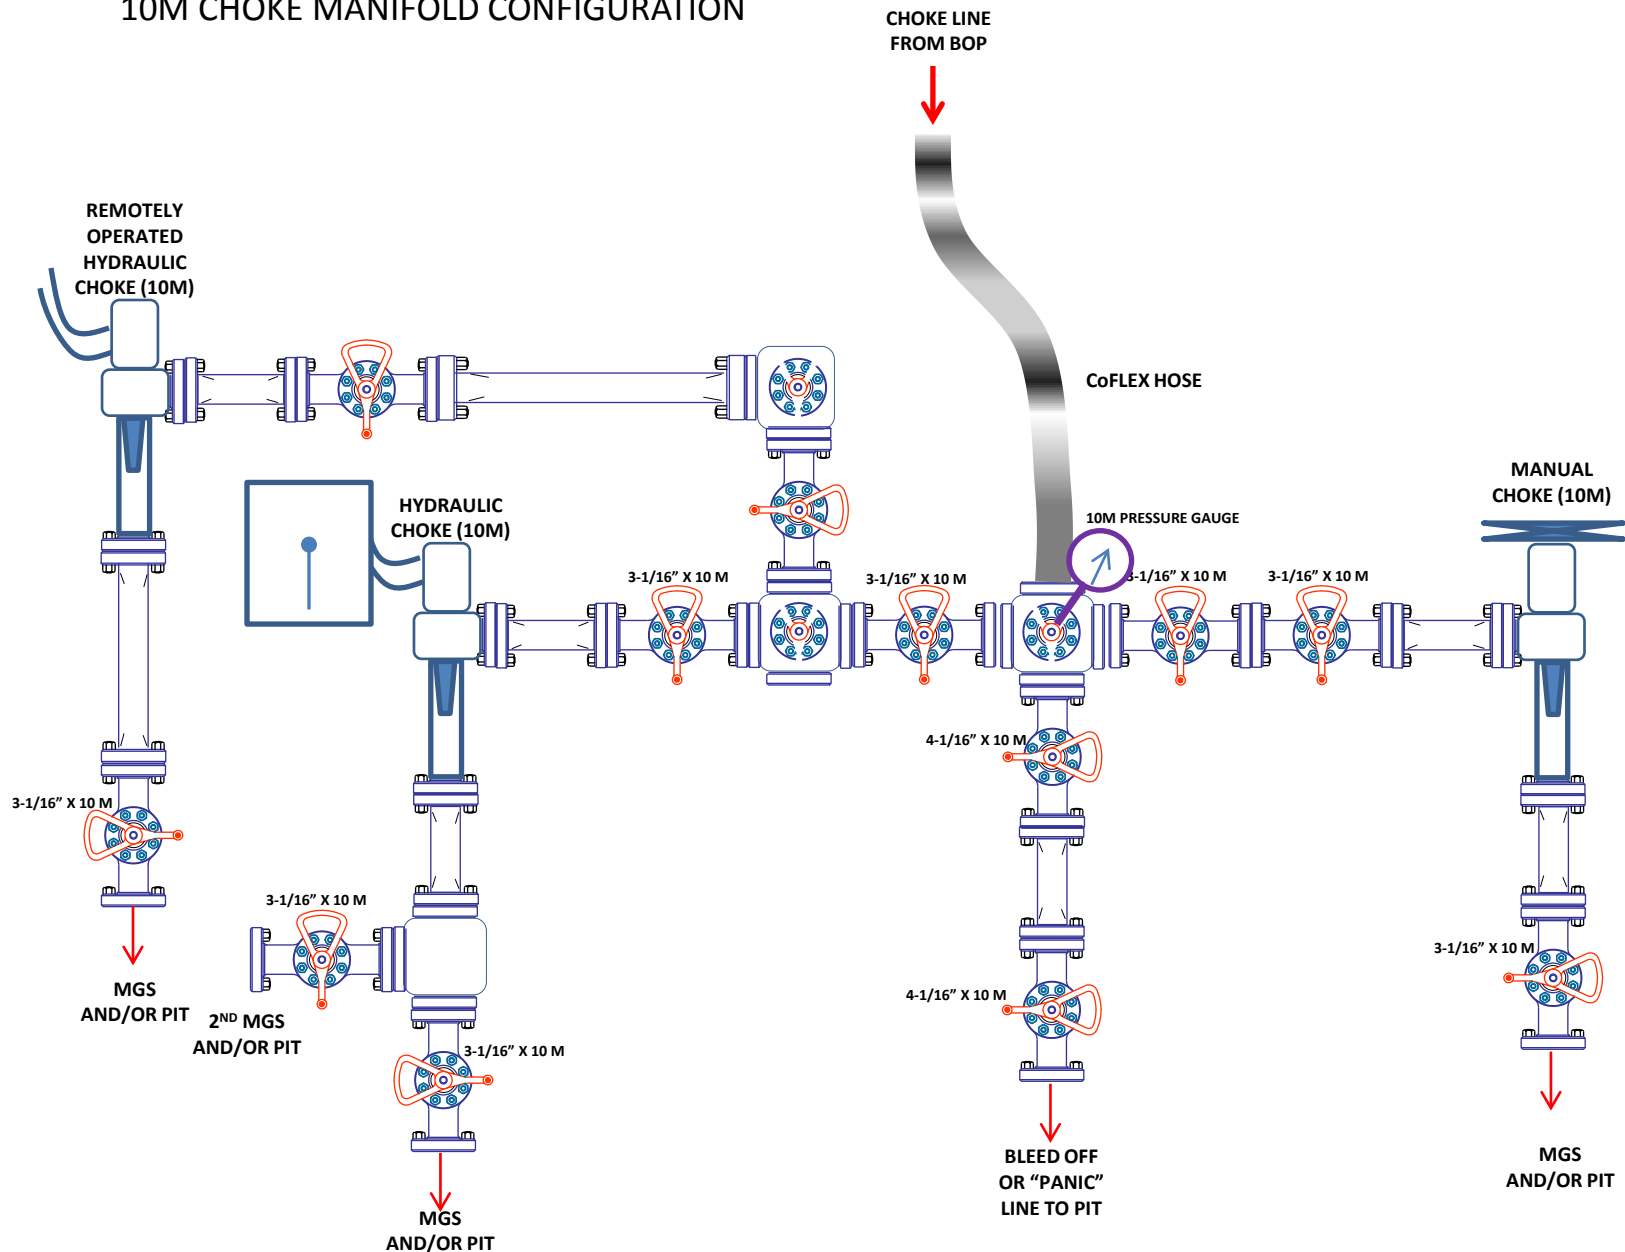 10M CHOKE MANIFOLD CONFIGURATION
CHOKE LINE
FROM BOP
REMOTELY
OPERATED
HYDRAULIC
CHOKE (10M)
CoFLEX HOSE
MANUAL
CHOKE (10M)
HYDRAULIC
CHOKE (10M)
10M PRESSURE GAUGE
3-1/16" X 10 M
3-1/16" X 10 M
3-1/16" X 10 M
3-1/16" X 10 M
4-1/16" X 10 M
3-1/16" X 10 M
3-1/16" X 10 M
3-1/16" X 10 M
4-1/16" X 10 M
MGS
AND/OR PIT
2ND MGS
AND/OR PIT
3-1/16" X 10 M
BLEED OFF
OR “PANIC”
LINE TO PIT
MGS
AND/OR PIT
MGS
AND/OR PIT